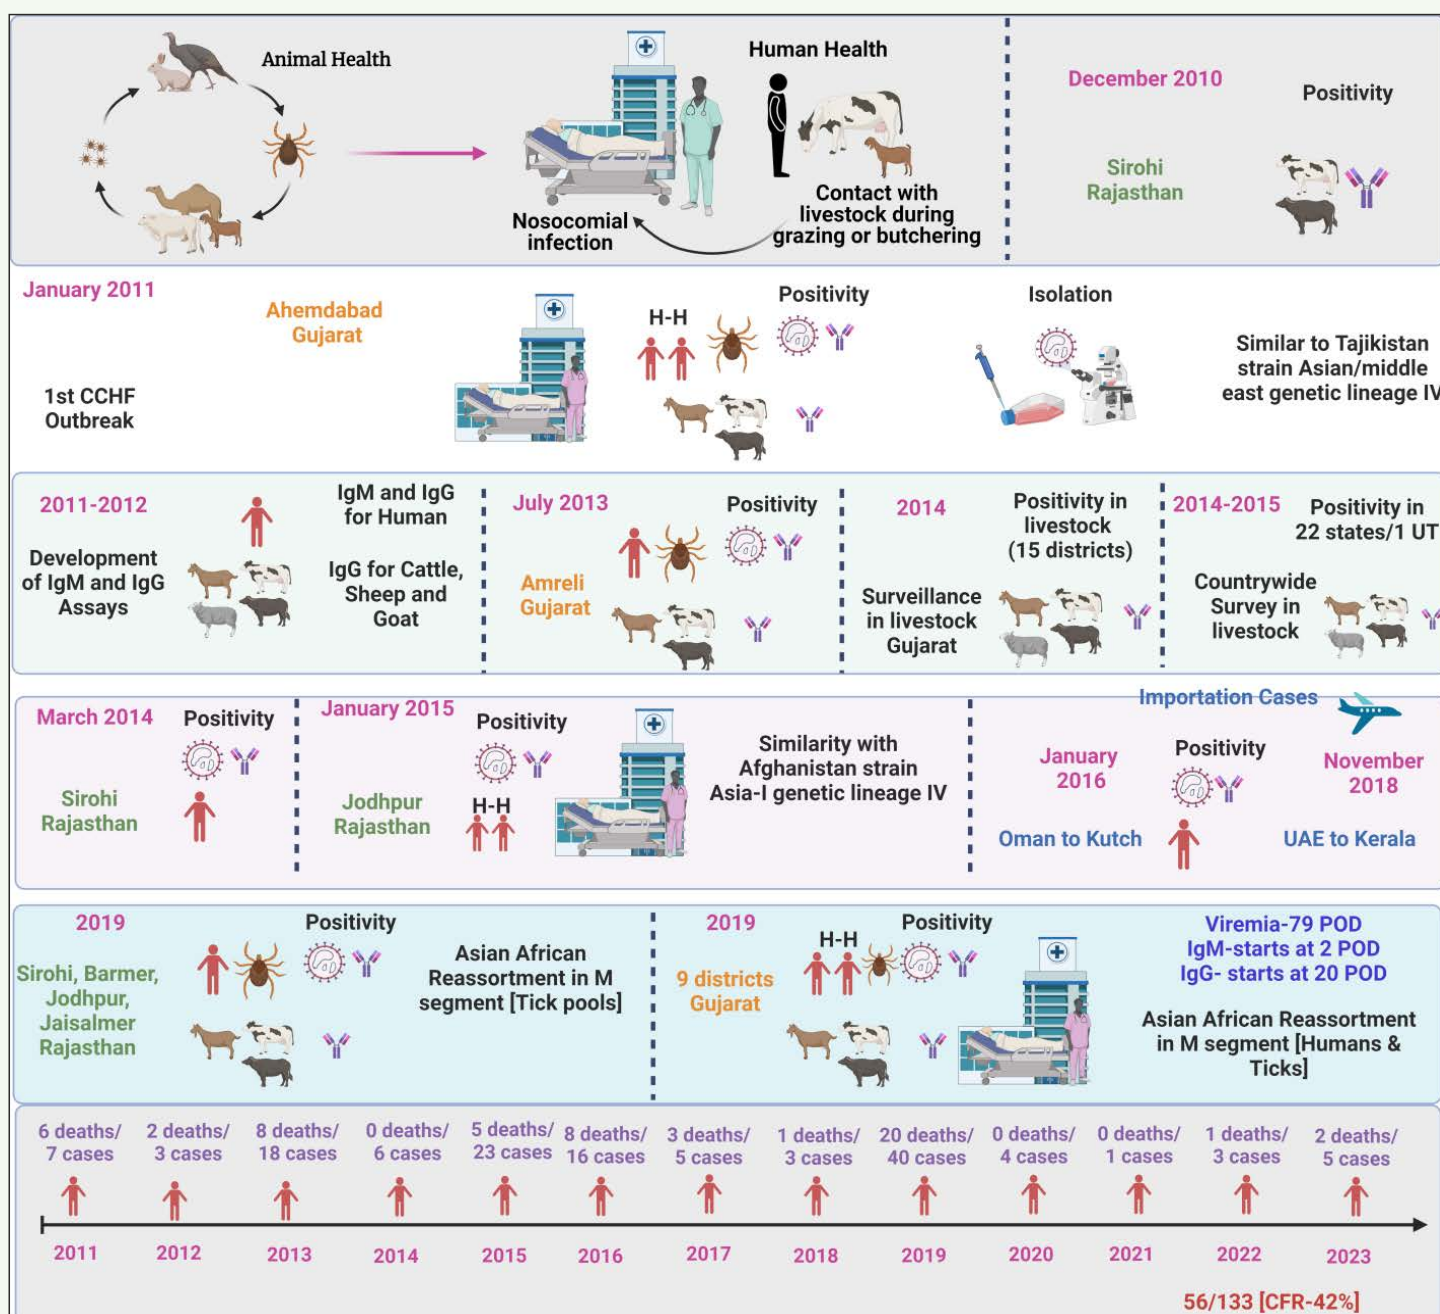 Animal Health
Human Health
Nosocomial
infection
Contact with
livestock during
grazing or butchering
December 2010
Positivity
Sirohi
Rajasthan
January 2011
Ahemdabad
Gujarat
1st CCHF
Outbreak
H-H
Positivity
Isolation
Similar to Tajikistan
strain Asian/middle
east genetic lineage IV
2011-2012
Development
of IgM and IgG
Assays
IgM and IgG
for Human
IgG for Cattle,
Sheep and
Goat
July 2013
Positivity
Amreli
Gujarat
2014
Surveillance
in livestock
Gujarat
Positivity in
livestock
(15 districts)
2014-2015
Countrywide
Survey in
livestock
Positivity in
22 states/1 UT
March 2014
Positivity
Sirohi
Rajasthan
January 2015
Positivity
Jodhpur
Rajasthan
H-H
Similarity with
Afghanistan strain
Asia-I genetic lineage IV
Importation Cases
January
2016
Oman to Kutch
Positivity
November
2018
UAE to Kerala
2019
Positivity
Sirohi, Barmer,
Jodhpur,
Jaisalmer
Rajasthan
Asian African
Reassortment in M
segment [Tick pools]
2019
9 districts
Gujarat
H-H
Positivity
Viremia-79 POD
IgM-starts at 2 POD
IgG- starts at 20 POD
Asian African Reassortment
in M segment [Humans &
Ticks]
6 deaths/
7 cases
2 deaths/
3 cases
8 deaths/
18 cases
0 deaths/
6 cases
5 deaths/
23 cases
8 deaths/
16 cases
3 deaths/
5 cases
1 deaths/
3 cases
20 deaths/
40 cases
0 deaths/
4 cases
0 deaths/
1 cases
1 deaths/
3 cases
2 deaths/
5 cases
2011
2012
2013
2014
2015
2016
2017
2018
2019
2020
2021
2022
2023
56/133 [CFR-42%]